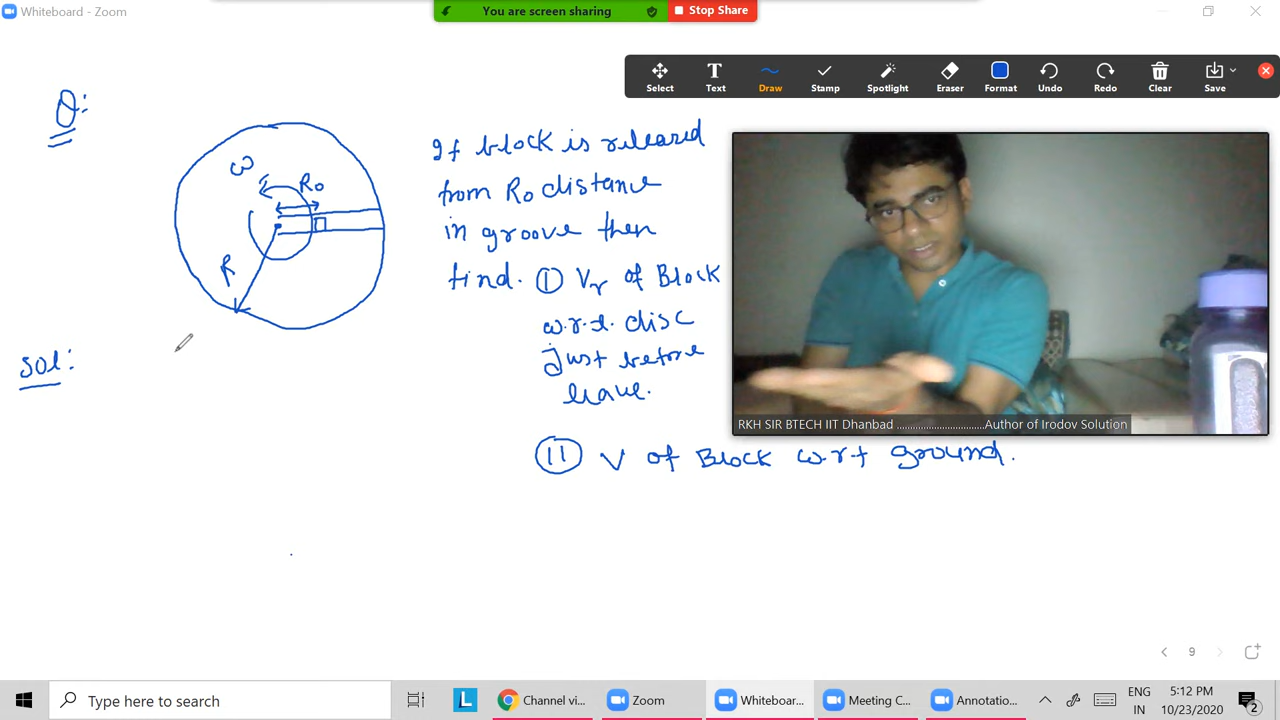 Whiteboard - Zoom
You are screen sharing
Stop Share
Select
Text
Draw
Stamp
Spotlight
Eraser
Format
Undo
Redo
Clear
Save
Q:
ω
R₀
R
If block is released
from R₀ distance
in groove then
find. (I) Vr of Block
w.r.t. disc
just before
leave.
(II) V of Block w.r.t ground.
Sol:
RKH SIR BTECH IIT Dhanbad ................................Author of Irodov Solution
9
Type here to search
L
Channel vi...
Zoom
Whiteboar...
Meeting C...
Annotatio...
ENG
IN
5:12 PM
10/23/2020
2